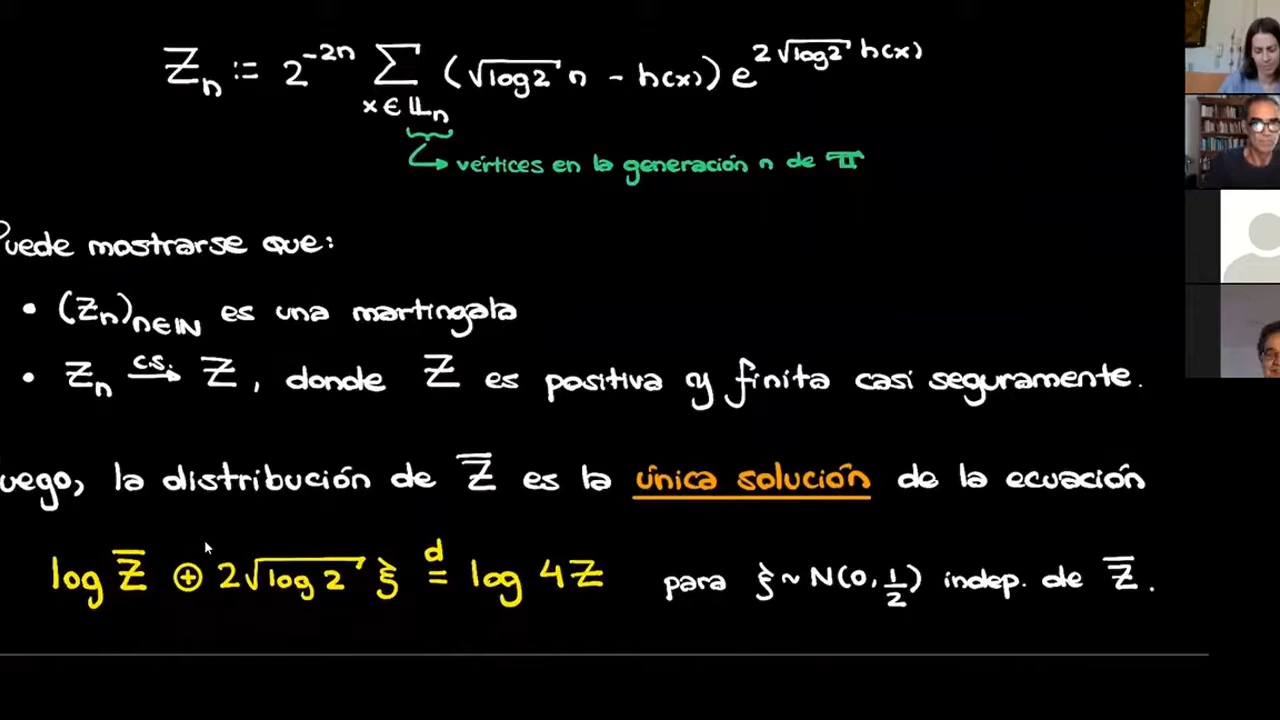 Z_n := 2^{-2n} ∑_{x ∈ 𝕃_n} (√log2 n - h(x)) e^{2√log2 h(x)}
↳ vértices en la generación n de 𝕋
Puede mostrarse que:
• (Z_n)_{n∈ℕ} es una martingala
• Z_n →^{c.s.} Z, donde Z es positiva y finita casi seguramente.
uego, la distribución de Z̅ es la única solución de la ecuación
log Z̅ ⊕ 2√log 2 ξ =^d log 4Z para ξ ~ N(0, 1/2) indep. de Z̅.